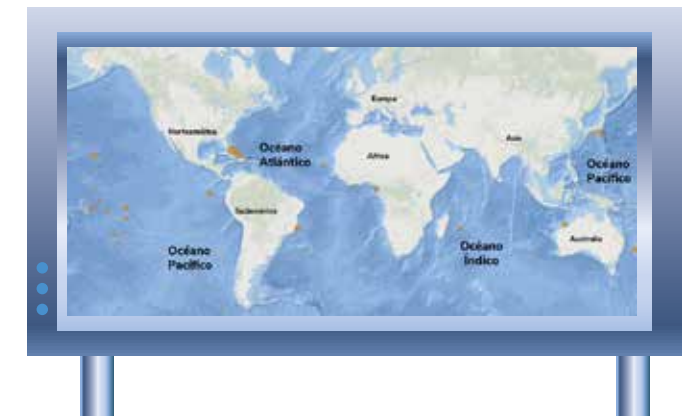 Norteamérica
Europa
Asia
Océano
Atlántico
África
Océano
Pacífico
Sudamérica
Océano
Pacífico
Océano
Índico
Australia